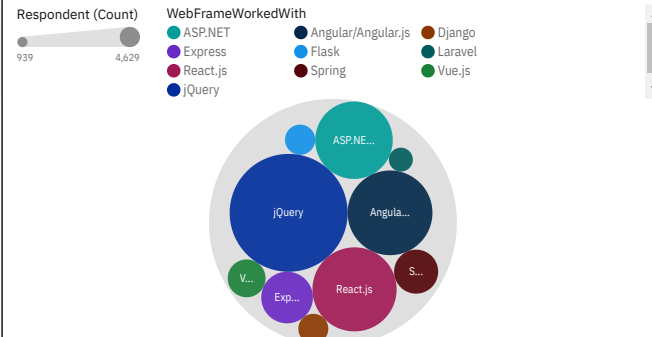 Respondent (Count)
939
4,629
WebFrameWorkedWith
ASP.NET
Angular/Angular.js
Django
Express
Flask
Laravel
React.js
Spring
Vue.js
jQuery
ASP.NE...
jQuery
Angula...
S...
V...
Exp...
React.js